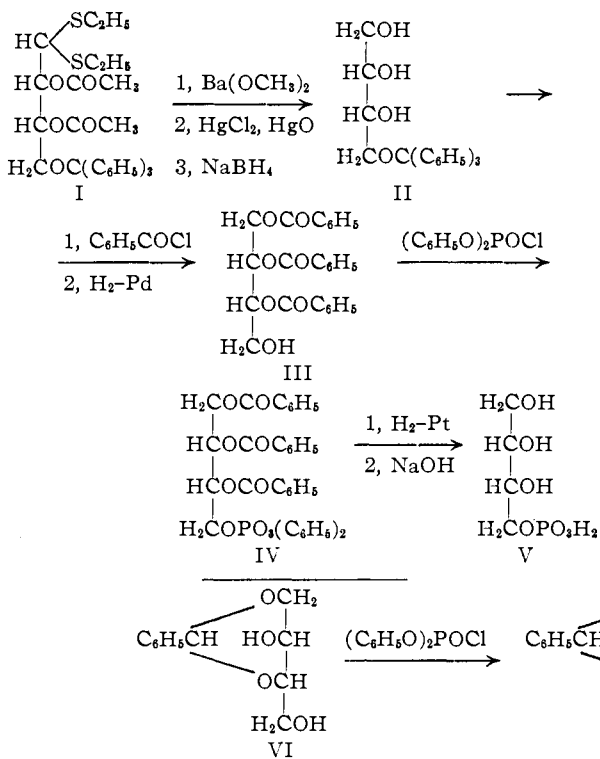 SC₂H₅
HC
SC₂H₅
HCOCOCH₃
HCOCOCH₃
H₂COC(C₆H₅)₃
I
1, Ba(OCH₃)₂
2, HgCl₂, HgO
3, NaBH₄
H₂COH
HCOH
HCOH
H₂COC(C₆H₅)₃
II
1, C₆H₅COCl
2, H₂–Pd
H₂COCOC₆H₅
HCOCOC₆H₅
HCOCOC₆H₅
H₂COH
III
(C₆H₅O)₂POCl
H₂COCOC₆H₅
HCOCOC₆H₅
HCOCOC₆H₅
H₂COPO₃(C₆H₅)₂
IV
1, H₂–Pt
2, NaOH
H₂COH
HCOH
HCOH
H₂COPO₃H₂
V
OCH₂
C₆H₅CH HOCH
OCH
H₂COH
VI
(C₆H₅O)₂POCl
C₆H₅CH